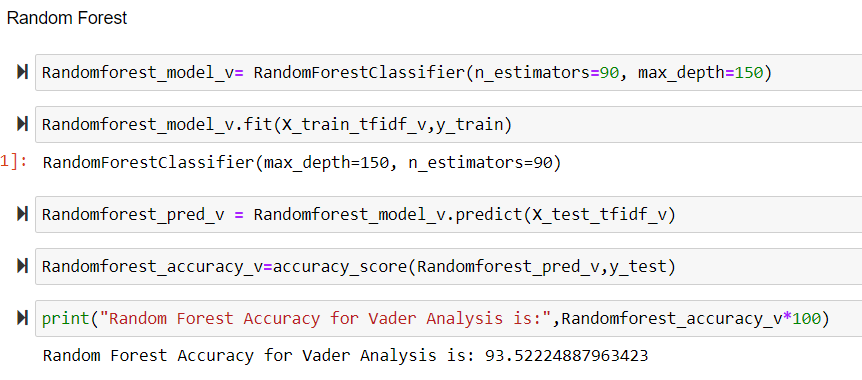 Random Forest
Randomforest_model_v= RandomForestClassifier(n_estimators=90, max_depth=150)
Randomforest_model_v.fit(X_train_tfidf_v,y_train)
1]: RandomForestClassifier(max_depth=150, n_estimators=90)
Randomforest_pred_v = Randomforest_model_v.predict(X_test_tfidf_v)
Randomforest_accuracy_v=accuracy_score(Randomforest_pred_v,y_test)
print("Random Forest Accuracy for Vader Analysis is:",Randomforest_accuracy_v*100)
Random Forest Accuracy for Vader Analysis is: 93.52224887963423